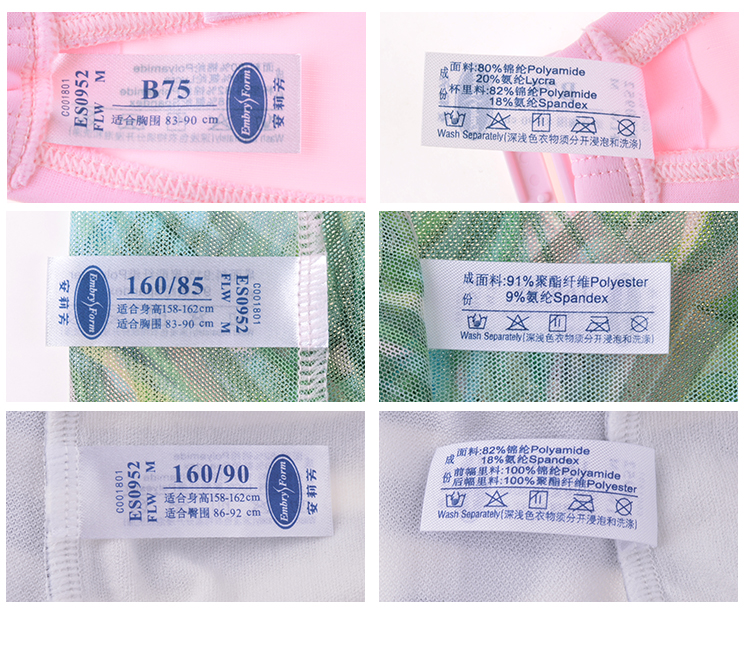 C001801
ES0952
FLW M
B75
适合胸围 83-90 cm
Embry Form
安莉芳
成 面料:80%锦纶Polyamide
20%氨纶Lycra
份 杯里料:82%锦纶Polyamide
18%氨纶Spandex
Wash Separately(深浅色衣物须分开浸泡和洗涤)
安莉芳
Embry Form
160/85
适合身高158-162cm
适合胸围 83-90 cm
C001801
ES0952
FLW M
成 面料:91%聚酯纤维Polyester
份 9%氨纶Spandex
Wash Separately(深浅色衣物须分开浸泡和洗涤)
C001801
ES0952
FLW M
160/90
适合身高158-162cm
适合臀围 86-92 cm
Embry Form
安莉芳
成 面料:82%锦纶Polyamide
18%氨纶Spandex
份 前幅里料:100%锦纶Polyamide
后幅里料:100%聚酯纤维Polyester
Wash Separately(深浅色衣物须分开浸泡和洗涤)